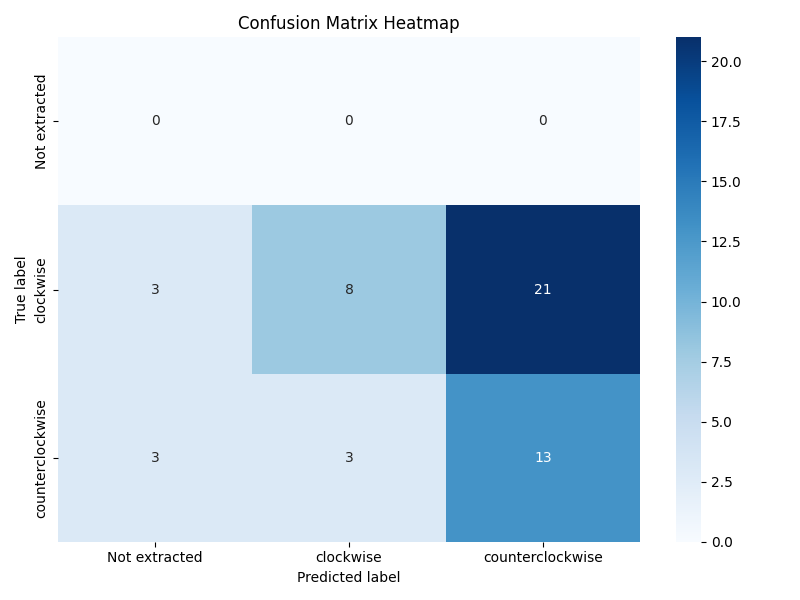 Confusion Matrix Heatmap
Not extracted
0 0 0
True label
clockwise
3 8 21
counterclockwise
3 3 13
Not extracted clockwise counterclockwise
Predicted label
20.0
17.5
15.0
12.5
10.0
7.5
5.0
2.5
0.0